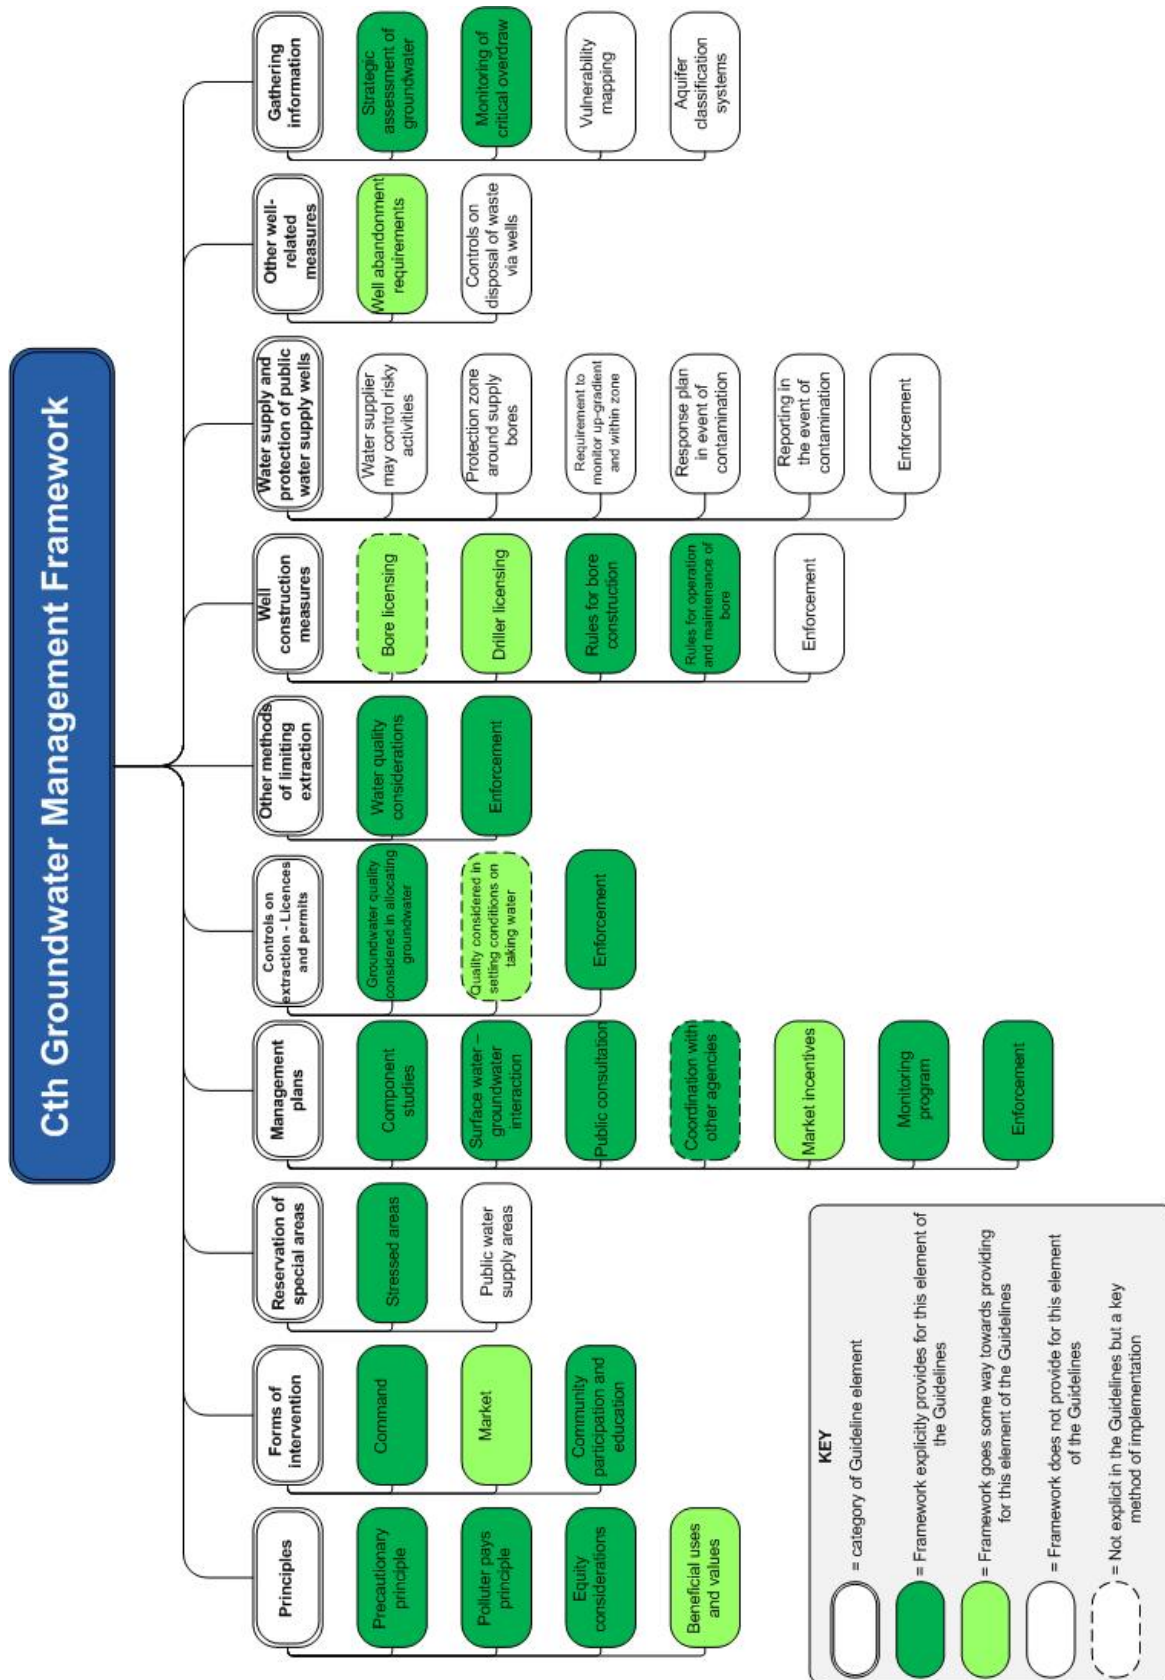 Cth Groundwater Management Framework
Principles
Precautionary
principle
Polluter pays
principle
Equity
considerations
Beneficial uses
and values
Forms of
intervention
Command
Market
Community
participation and
education
Reservation of
special areas
Stressed areas
Public water
supply areas
Management
plans
Component
studies
Surface water –
groundwater
interaction
Public consultation
Coordination with
other agencies
Market incentives
Monitoring
program
Enforcement
Controls on
extraction - Licences
and permits
Groundwater quality
considered in allocating
groundwater
Quality considered in
setting conditions on
taking water
Enforcement
Other methods
of limiting
extraction
Water quality
considerations
Enforcement
Well
construction
measures
Bore licensing
Driller licensing
Rules for bore
construction
Rules for operation
and maintenance of
bore
Enforcement
Water supply and
protection of public
water supply wells
Water supplier
may control risky
activities
Protection zone
around supply
bores
Requirement to
monitor up-gradient
and within zone
Response plan
in event of
contamination
Reporting in
the event of
contamination
Enforcement
Other well-
related
measures
Well abandonment
requirements
Controls on
disposal of waste
via wells
Gathering
information
Strategic
assessment of
groundwater
Monitoring of
critical overdraw
Vulnerability
mapping
Aquifer
classification
systems
KEY
= category of Guideline element
= Framework explicitly provides for this element of
the Guidelines
= Framework goes some way towards providing
for this element of the Guidelines
= Framework does not provide for this element
of the Guidelines
= Not explicit in the Guidelines but a key
method of implementation